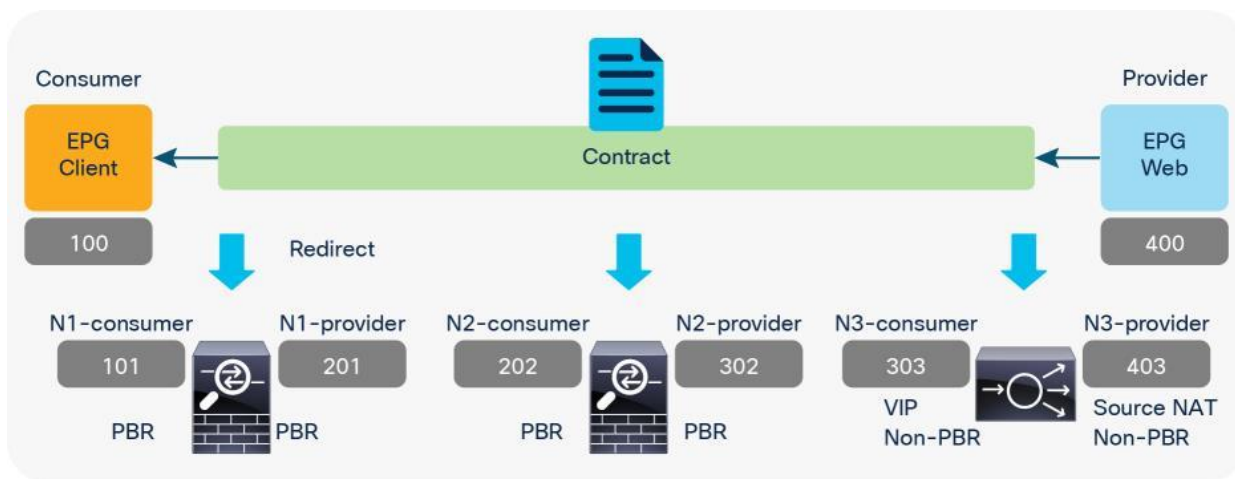 Consumer
Provider
EPG
Client
Contract
EPG
Web
100
Redirect
400
N1-consumer
N1-provider
N2-consumer
N2-provider
N3-consumer
N3-provider
101
201
202
302
303
403
PBR
PBR
PBR
PBR
VIP
Non-PBR
Source NAT
Non-PBR